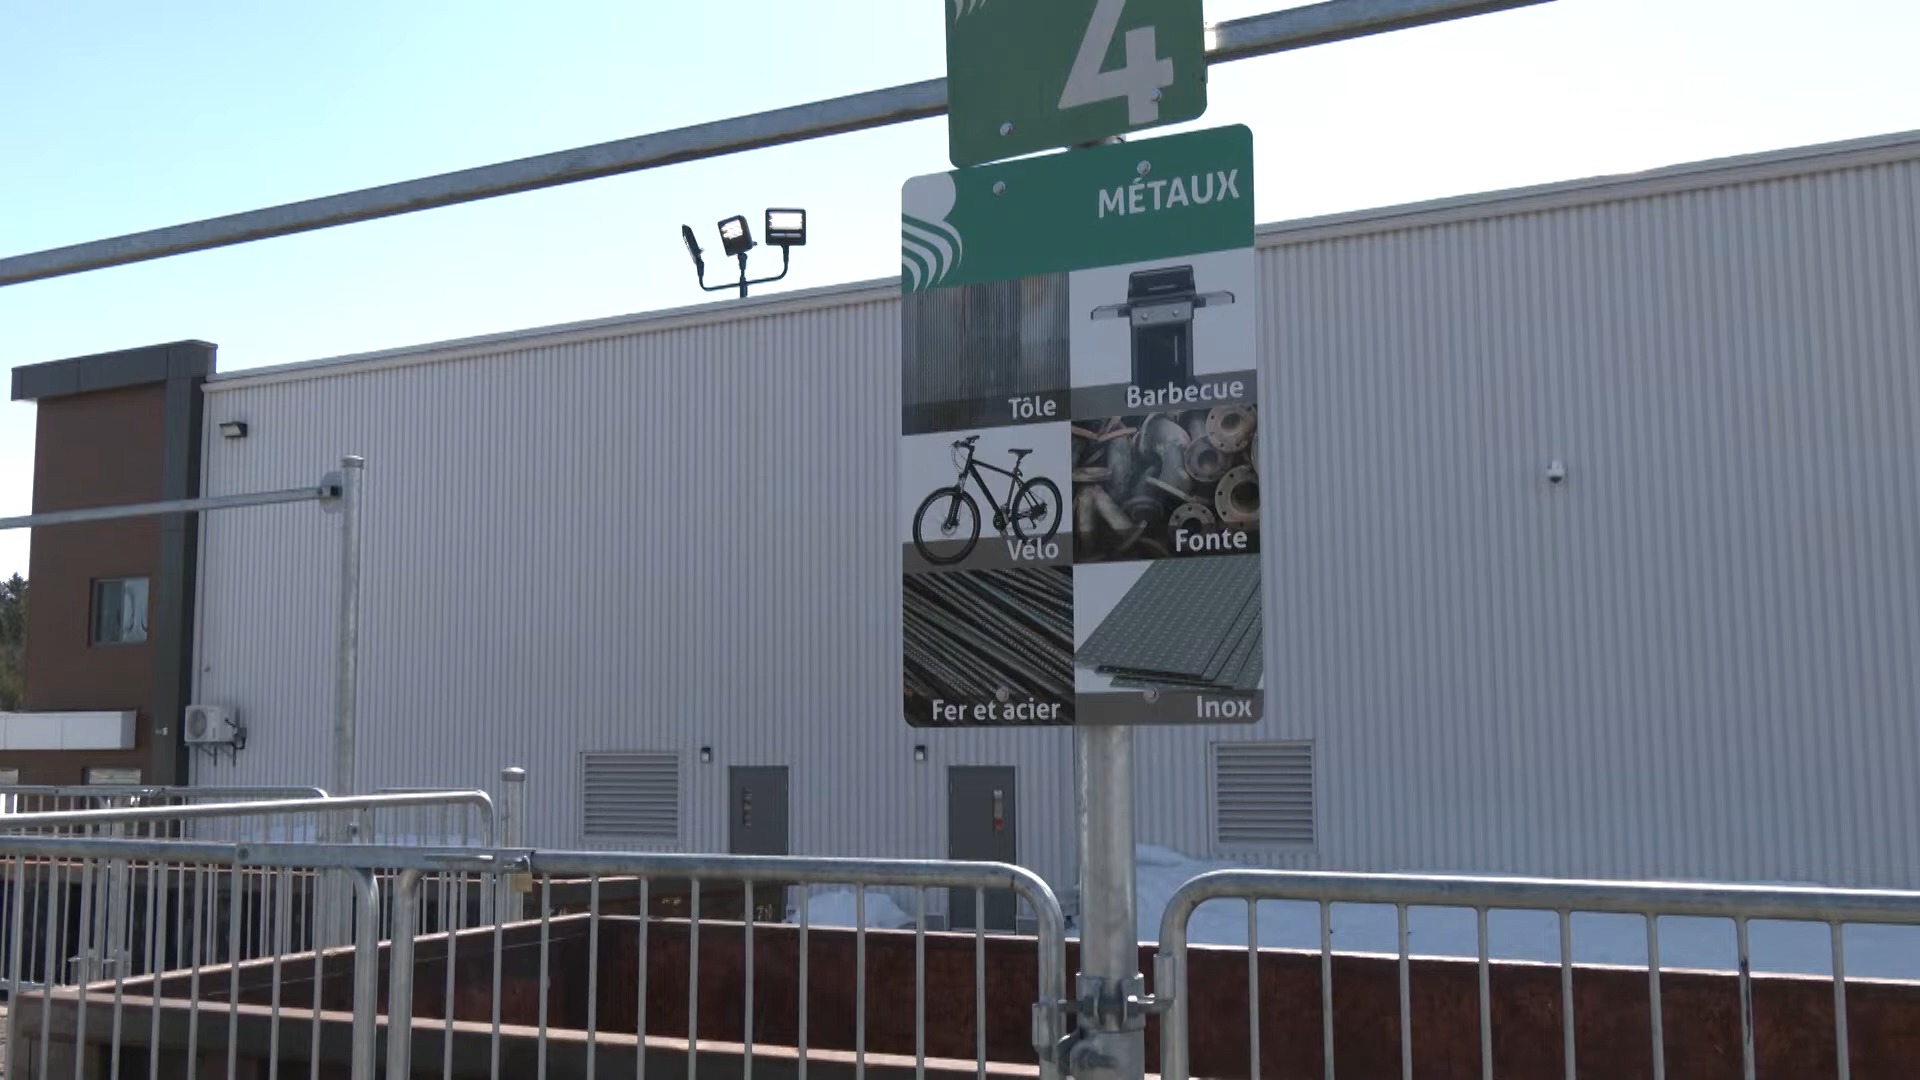 4
MÉTAUX
Tôle
Barbecue
Vélo
Fonte
Fer et acier
Inox